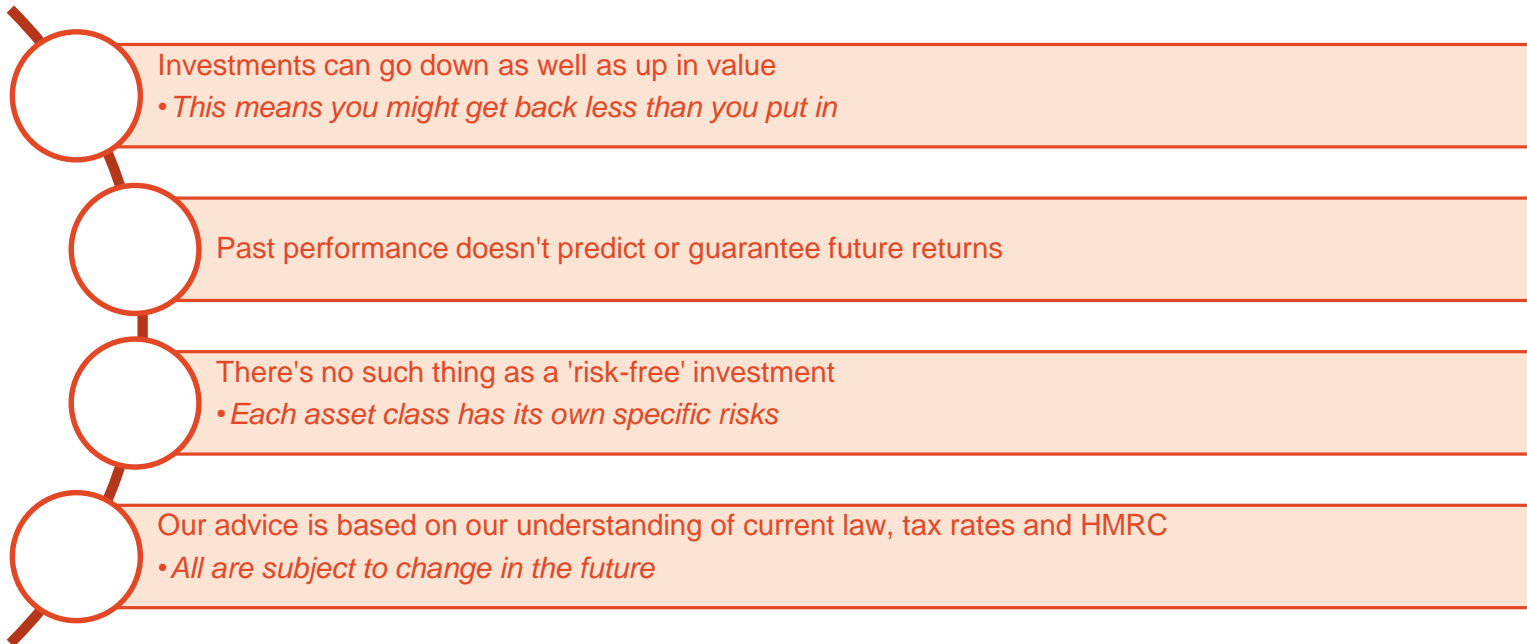 Investments can go down as well as up in value
• This means you might get back less than you put in
Past performance doesn't predict or guarantee future returns
There's no such thing as a 'risk-free' investment
• Each asset class has its own specific risks
Our advice is based on our understanding of current law, tax rates and HMRC
• All are subject to change in the future